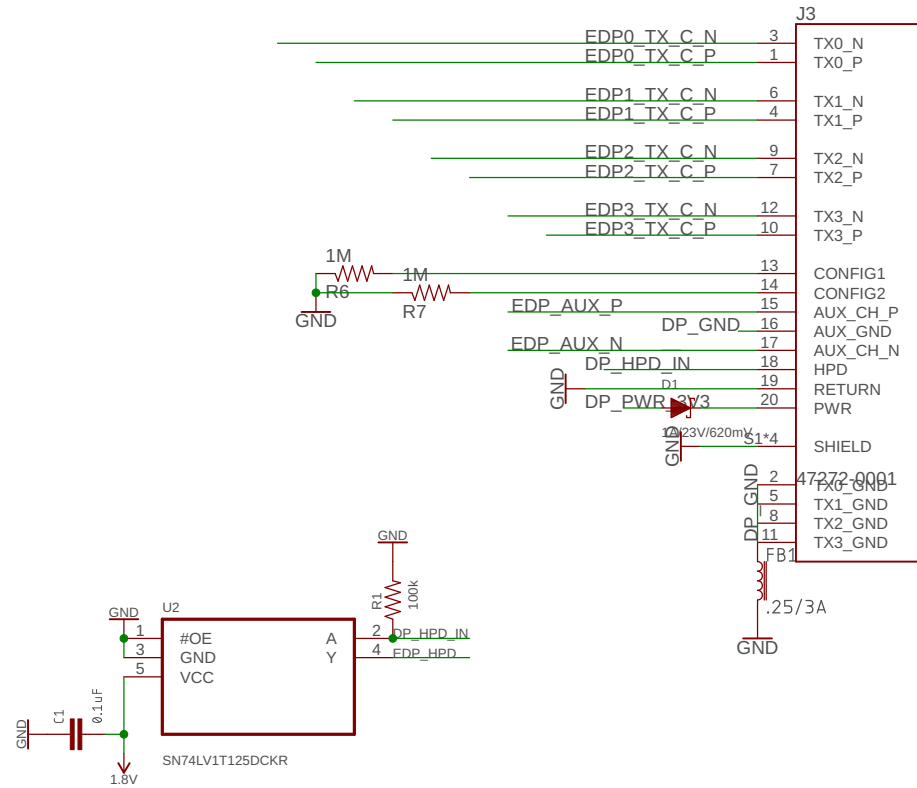 J3
EDP0_TX_C_N 3 TX0_N
EDP0_TX_C_P 1 TX0_P
EDP1_TX_C_N 6 TX1_N
EDP1_TX_C_P 4 TX1_P
EDP2_TX_C_N 9 TX2_N
EDP2_TX_C_P 7 TX2_P
EDP3_TX_C_N 12 TX3_N
EDP3_TX_C_P 10 TX3_P
1M 13 CONFIG1
R6
1M 14 CONFIG2
R7
GND
EDP_AUX_P 15 AUX_CH_P
DP_GND 16 AUX_GND
EDP_AUX_N 17 AUX_CH_N
DP_HPD_IN 18 HPD
GND 19 RETURN
D1
DP_PWR_3V3 20 PWR
1A/23V/620mV
GND S1*4 SHIELD
47272-0001
DP_GND
2 TX0_GND
5 TX1_GND
8 TX2_GND
11 TX3_GND
FB1
.25/3A
GND
GND
R1
100k
GND
U2
1 #OE A 2 DP_HPD_IN
3 GND Y 4 EDP_HPD
5 VCC
C1
0.1uF
GND
SN74LV1T125DCKR
1.8V